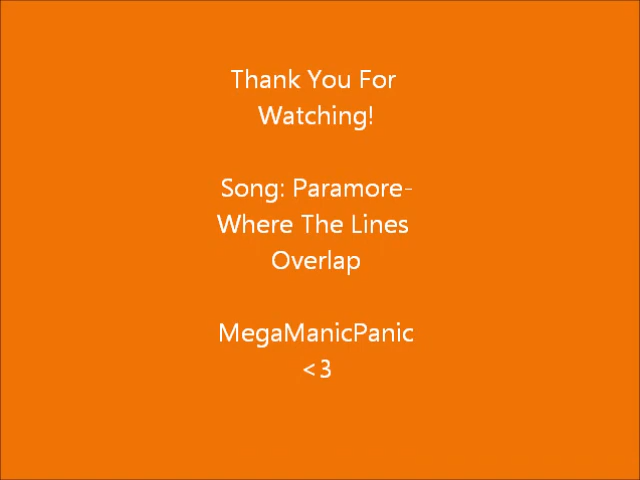 Thank You For
Watching!
Song: Paramore-
Where The Lines
Overlap
MegaManicPanic
<3